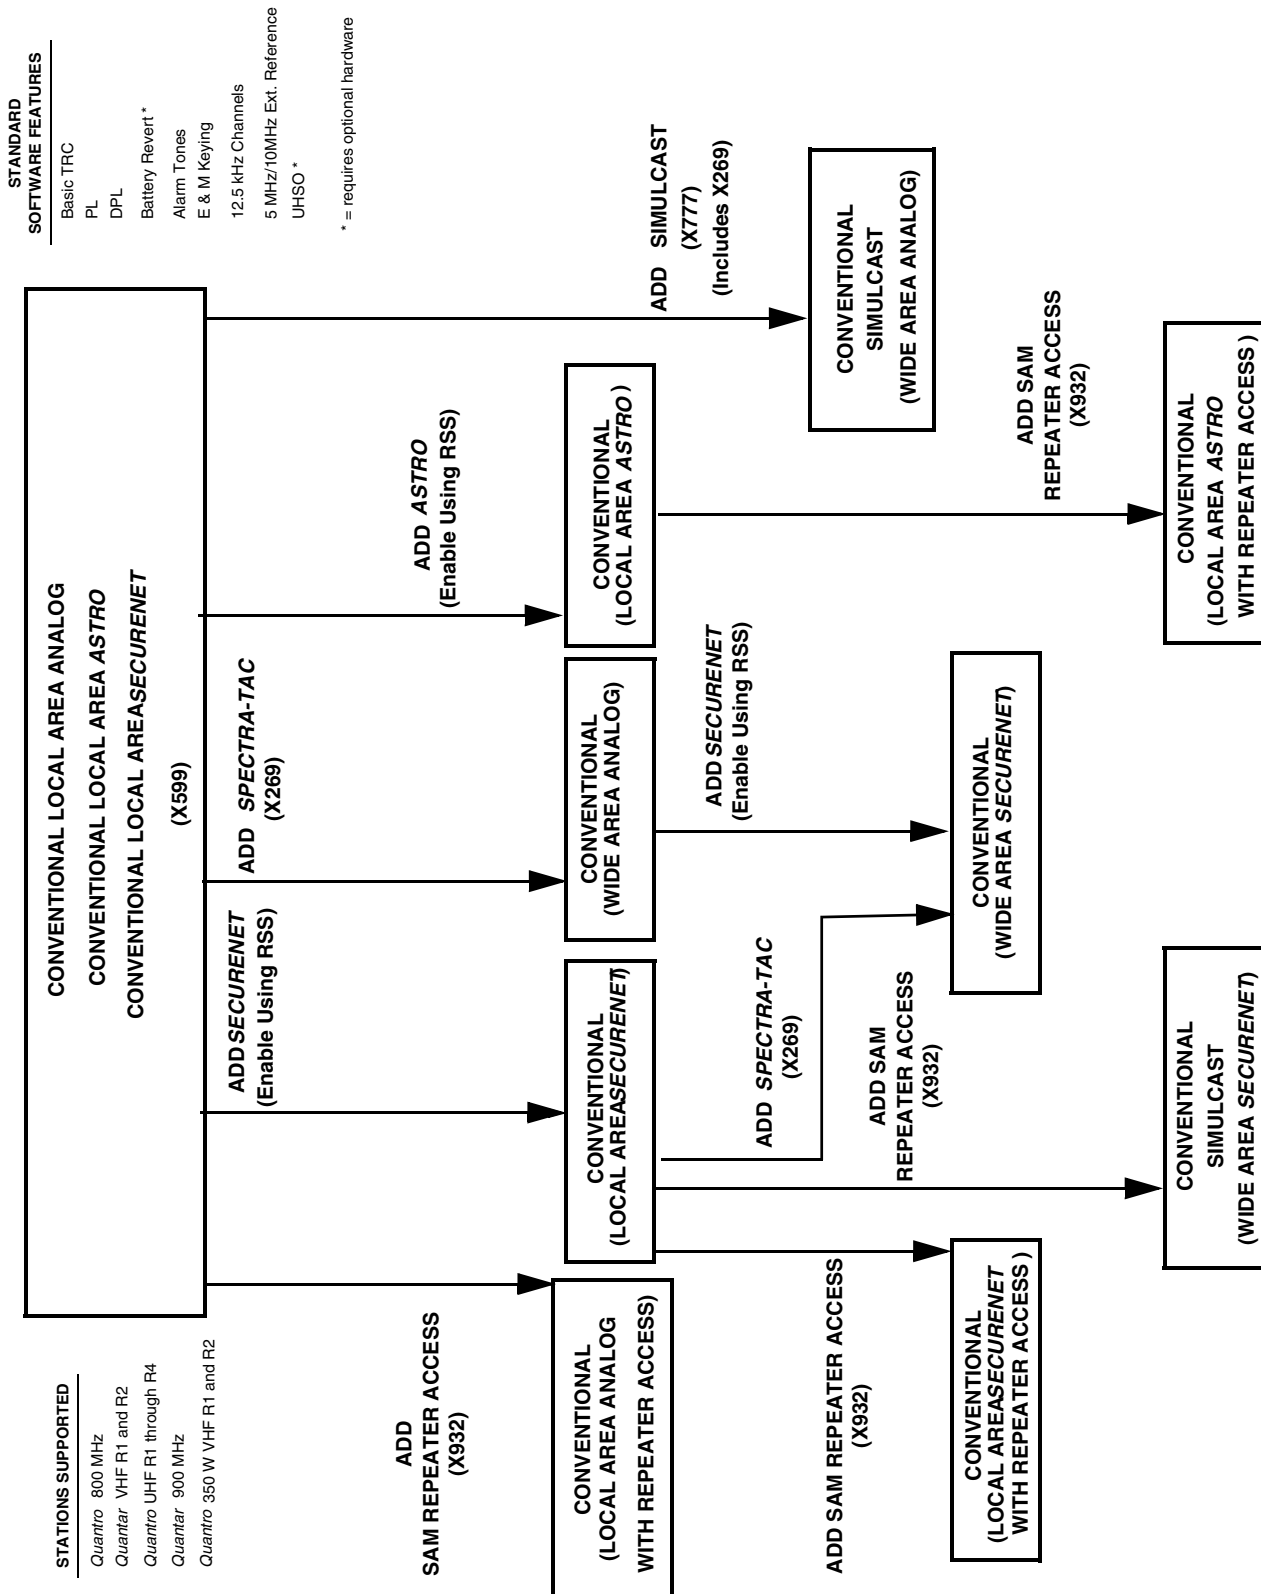 STATIONS SUPPORTED
Quantro 800 MHz
Quantar VHF R1 and R2
Quantro UHF R1 through R4
Quantar 900 MHz
Quantro 350 W VHF R1 and R2
CONVENTIONAL LOCAL AREA ANALOG
CONVENTIONAL LOCAL AREA ASTRO
CONVENTIONAL LOCAL AREASECURENET
(X599)
STANDARD
SOFTWARE FEATURES
Basic TRC
PL
DPL
Battery Revert *
Alarm Tones
E & M Keying
12.5 kHz Channels
5 MHz/10MHz Ext. Reference
UHSO *
* = requires optional hardware
ADD
SAM REPEATER ACCESS
(X932)
ADDSECURENET
(Enable Using RSS)
ADD SPECTRA-TAC
(X269)
ADD ASTRO
(Enable Using RSS)
ADD SIMULCAST
(X777)
(Includes X269)
CONVENTIONAL
(LOCAL AREA ANALOG
WITH REPEATER ACCESS)
CONVENTIONAL
(LOCAL AREASECURENET)
CONVENTIONAL
(WIDE AREA ANALOG)
CONVENTIONAL
(LOCAL AREA ASTRO )
CONVENTIONAL
SIMULCAST
(WIDE AREA ANALOG)
ADD SAM REPEATER ACCESS
(X932)
ADD SPECTRA-TAC
(X269)
ADD SAM
REPEATER ACCESS
(X932)
ADD SECURENET
(Enable Using RSS)
ADD SAM
REPEATER ACCESS
(X932)
CONVENTIONAL
(LOCAL AREASECURENET
WITH REPEATER ACCESS )
CONVENTIONAL
(WIDE AREA SECURENET)
CONVENTIONAL
SIMULCAST
(WIDE AREA SECURENET)
CONVENTIONAL
(LOCAL AREA ASTRO
WITH REPEATER ACCESS )